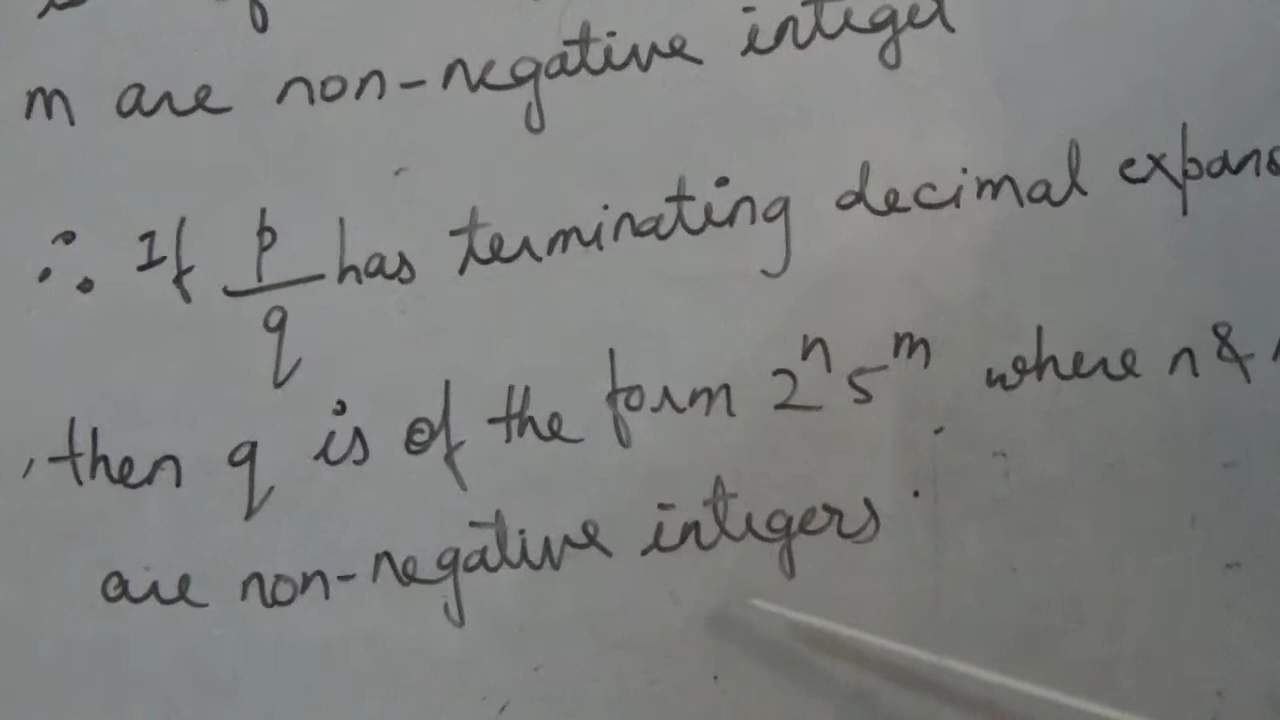 m are non-negative integer
∴ If p/q has terminating decimal expans
, then q is of the form 2ⁿ5ᵐ where n &
are non-negative integers.